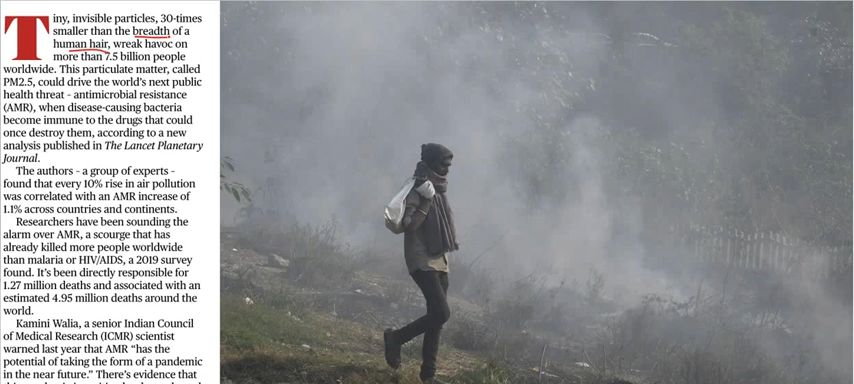 Tiny, invisible particles, 30-times
smaller than the breadth of a
human hair, wreak havoc on
more than 7.5 billion people
worldwide. This particulate matter, called
PM2.5, could drive the world's next public
health threat – antimicrobial resistance
(AMR), when disease-causing bacteria
become immune to the drugs that could
once destroy them, according to a new
analysis published in The Lancet Planetary
Journal.
The authors – a group of experts –
found that every 10% rise in air pollution
was correlated with an AMR increase of
1.1% across countries and continents.
Researchers have been sounding the
alarm over AMR, a scourge that has
already killed more people worldwide
than malaria or HIV/AIDS, a 2019 survey
found. It's been directly responsible for
1.27 million deaths and associated with an
estimated 4.95 million deaths around the
world.
Kamini Walia, a senior Indian Council
of Medical Research (ICMR) scientist
warned last year that AMR "has the
potential of taking the form of a pandemic
in the near future." There's evidence that